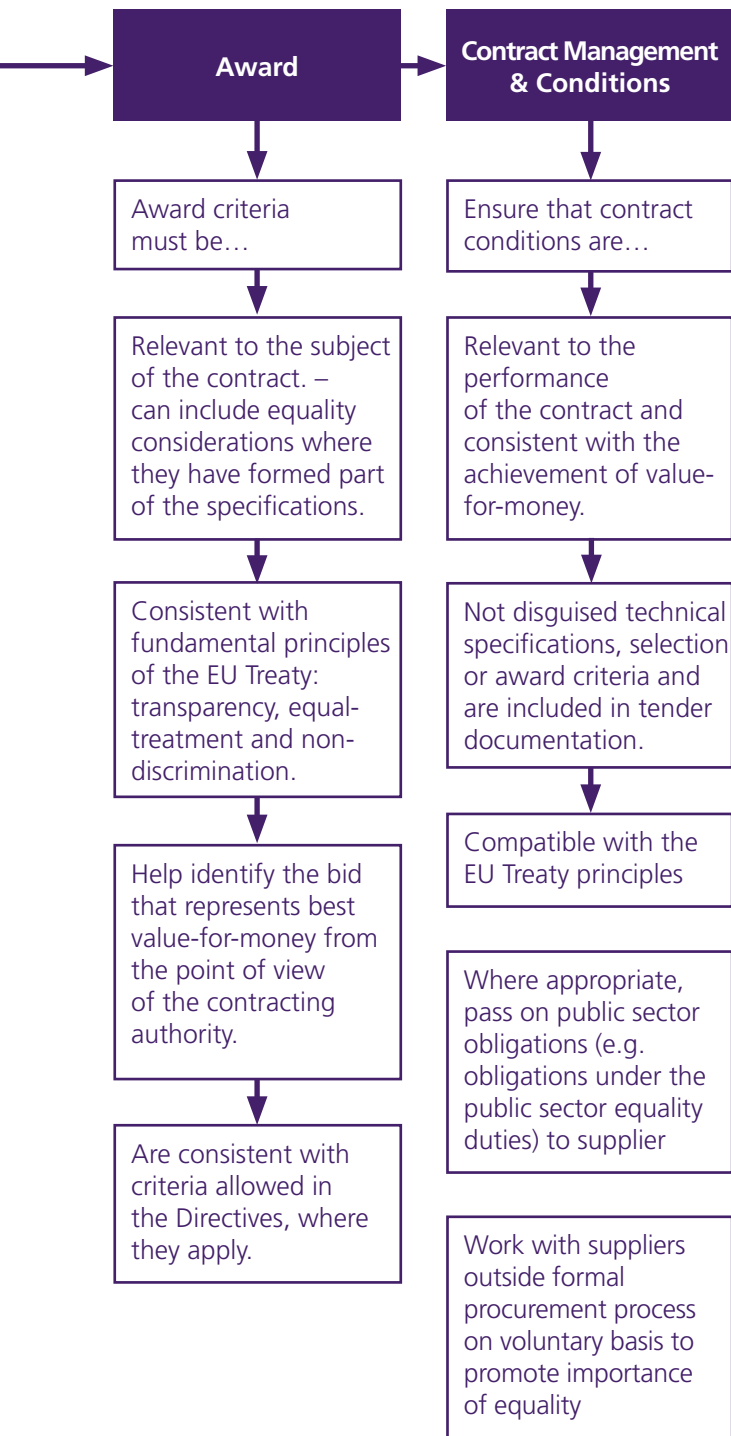 Award
Award criteria
must be…
Relevant to the subject
of the contract. –
can include equality
considerations where
they have formed part
of the specifications.
Consistent with
fundamental principles
of the EU Treaty:
transparency, equal-
treatment and non-
discrimination.
Help identify the bid
that represents best
value-for-money from
the point of view
of the contracting
authority.
Are consistent with
criteria allowed in
the Directives, where
they apply.
Contract Management
& Conditions
Ensure that contract
conditions are…
Relevant to the
performance
of the contract and
consistent with the
achievement of value-
for-money.
Not disguised technical
specifications, selection
or award criteria and
are included in tender
documentation.
Compatible with the
EU Treaty principles
Where appropriate,
pass on public sector
obligations (e.g.
obligations under the
public sector equality
duties) to supplier
Work with suppliers
outside formal
procurement process
on voluntary basis to
promote importance
of equality